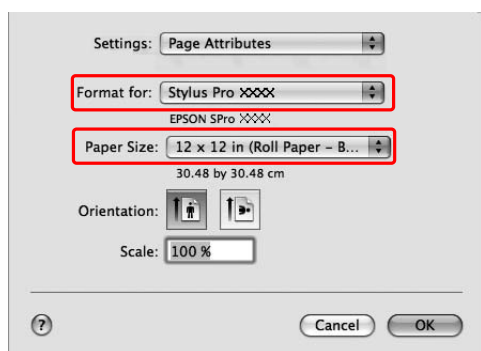 Settings: Page Attributes
Format for: Stylus Pro XXXX
EPSON SPro XXXX
Paper Size: 12 x 12 in (Roll Paper – B...
30.48 by 30.48 cm
Orientation:
Scale: 100 %
? Cancel OK